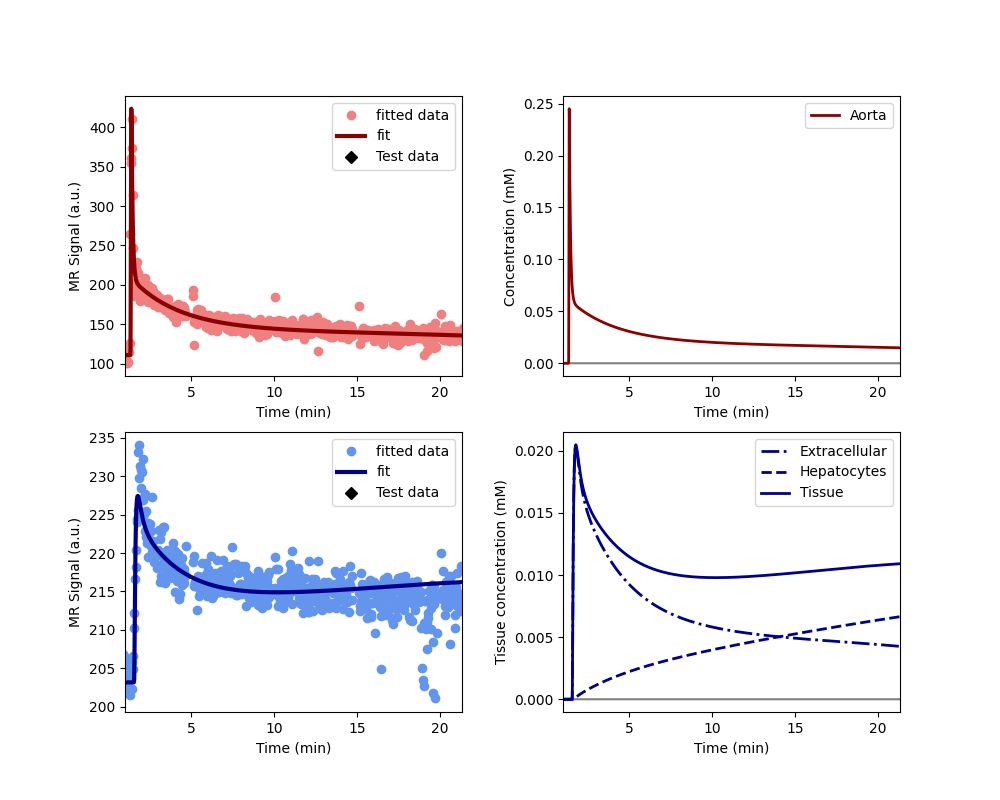 400
350
300
250
200
150
100
MR Signal (a.u.)
fitted data
fit
Test data
5
10
15
20
Time (min)
0.25
0.20
0.15
0.10
0.05
0.00
Concentration (mM)
Aorta
5
10
15
20
Time (min)
235
230
225
220
215
210
205
200
MR Signal (a.u.)
fitted data
fit
Test data
5
10
15
20
Time (min)
0.020
0.015
0.010
0.005
0.000
Tissue concentration (mM)
Extracellular
Hepatocytes
Tissue
5
10
15
20
Time (min)